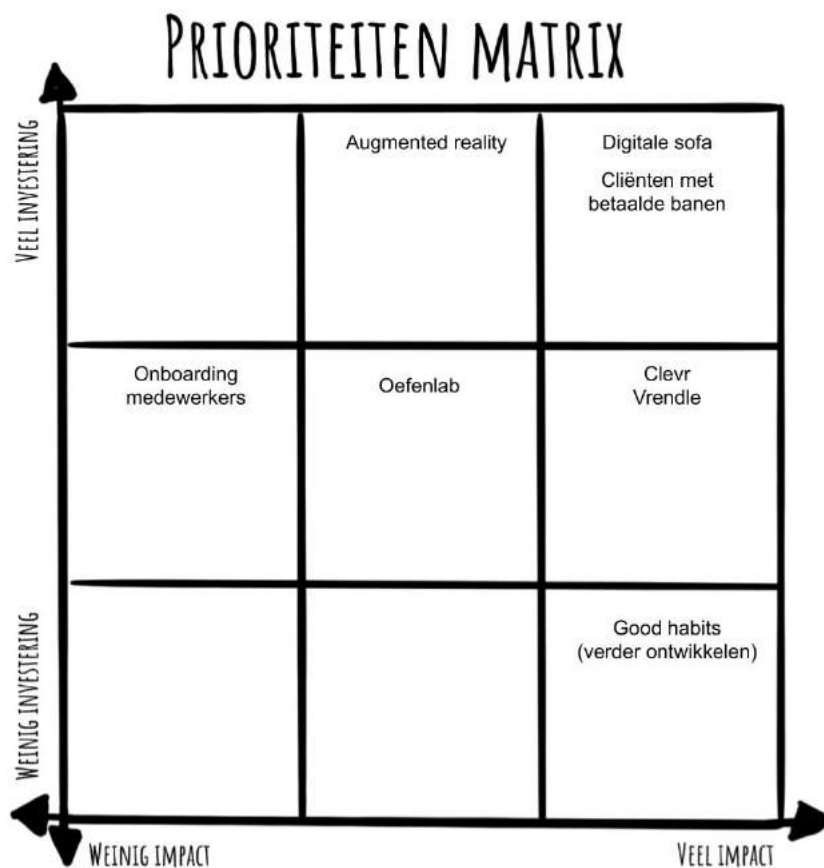 PRIORITEITEN MATRIX
VEEL INVESTERING
Augmented reality
Digitale sofa
Cliënten met
betaalde banen
Onboarding
medewerkers
Oefenlab
Clevr
Vrendle
WEINIG INVESTERING
Good habits
(verder ontwikkelen)
WEINIG IMPACT
VEEL IMPACT